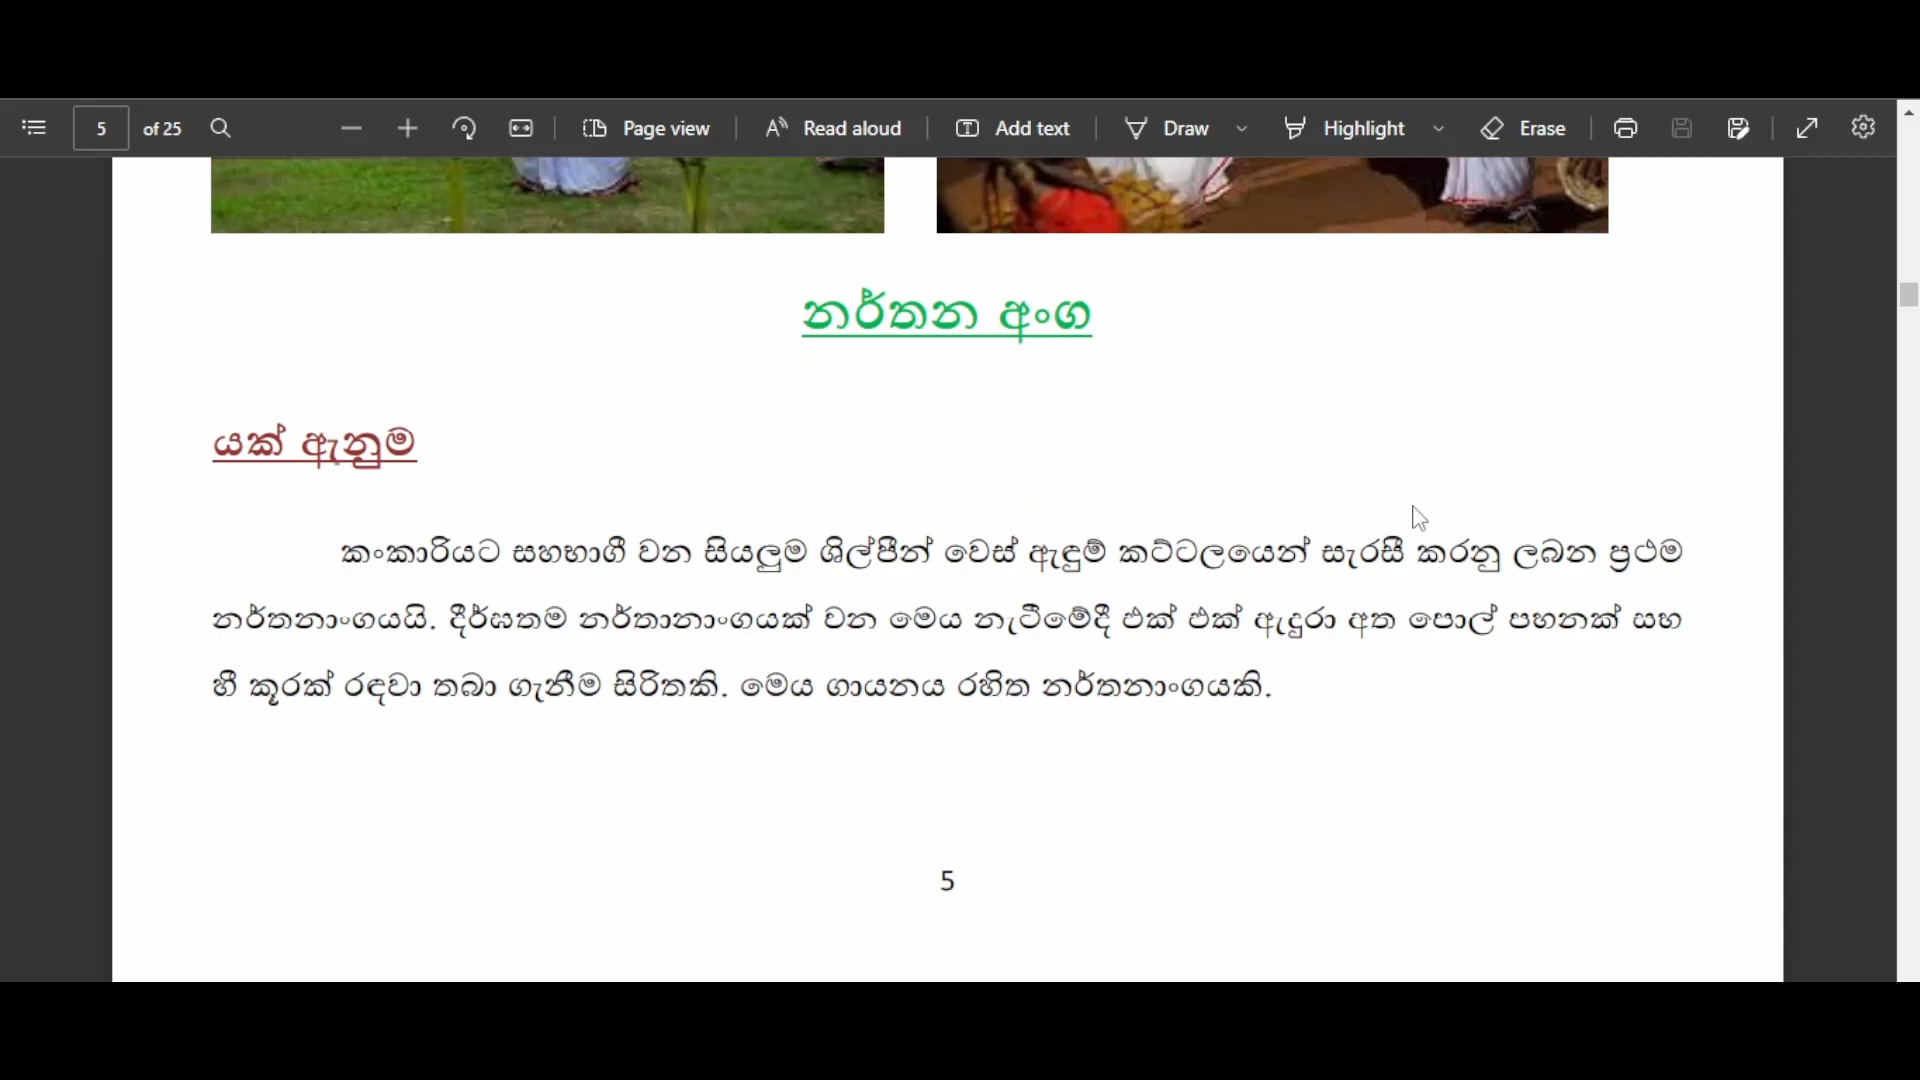 5 of 25 Page view Read aloud Add text Draw Highlight Erase
නර්තන අංග
යක් ඇනුම
කංකාරියට සහභාගී වන සියලුම ශිල්පීන් වෙස් ඇඳුම් කට්ටලයෙන් සැරසී කරනු ලබන ප්‍රථම
නර්තනාංගයයි. දීර්ඝතම නර්තානාංගයක් වන මෙය නැටීමේදී එක් එක් ඇදුරා අත පොල් පහනක් සහ
හී කූරක් රඳවා තබා ගැනීම සිරිතකි. මෙය ගායනය රහිත නර්තනාංගයකි.
5